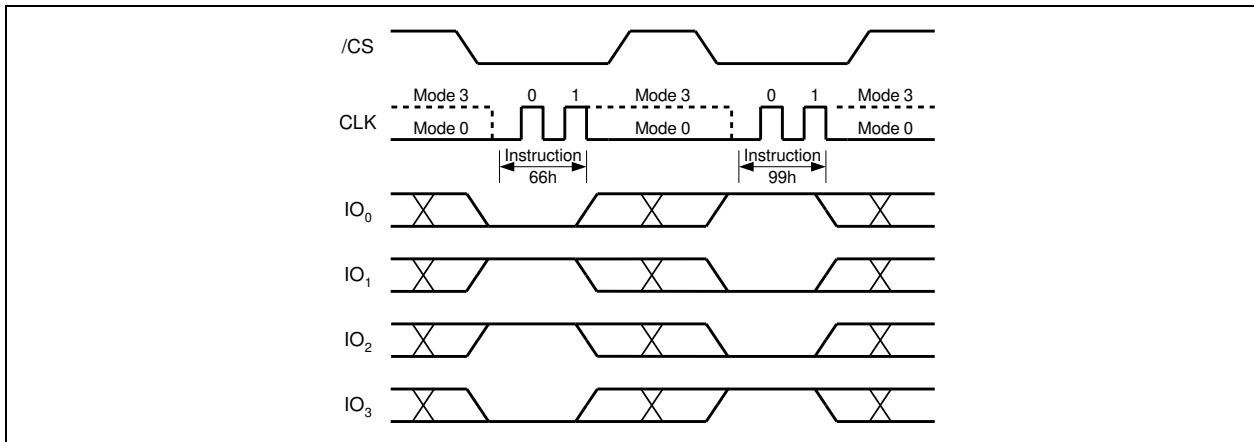 /CS
Mode 3 0 1 Mode 3 0 1 Mode 3
CLK
Mode 0 Mode 0 Mode 0
Instruction Instruction
66h 99h
IO0
IO1
IO2
IO3